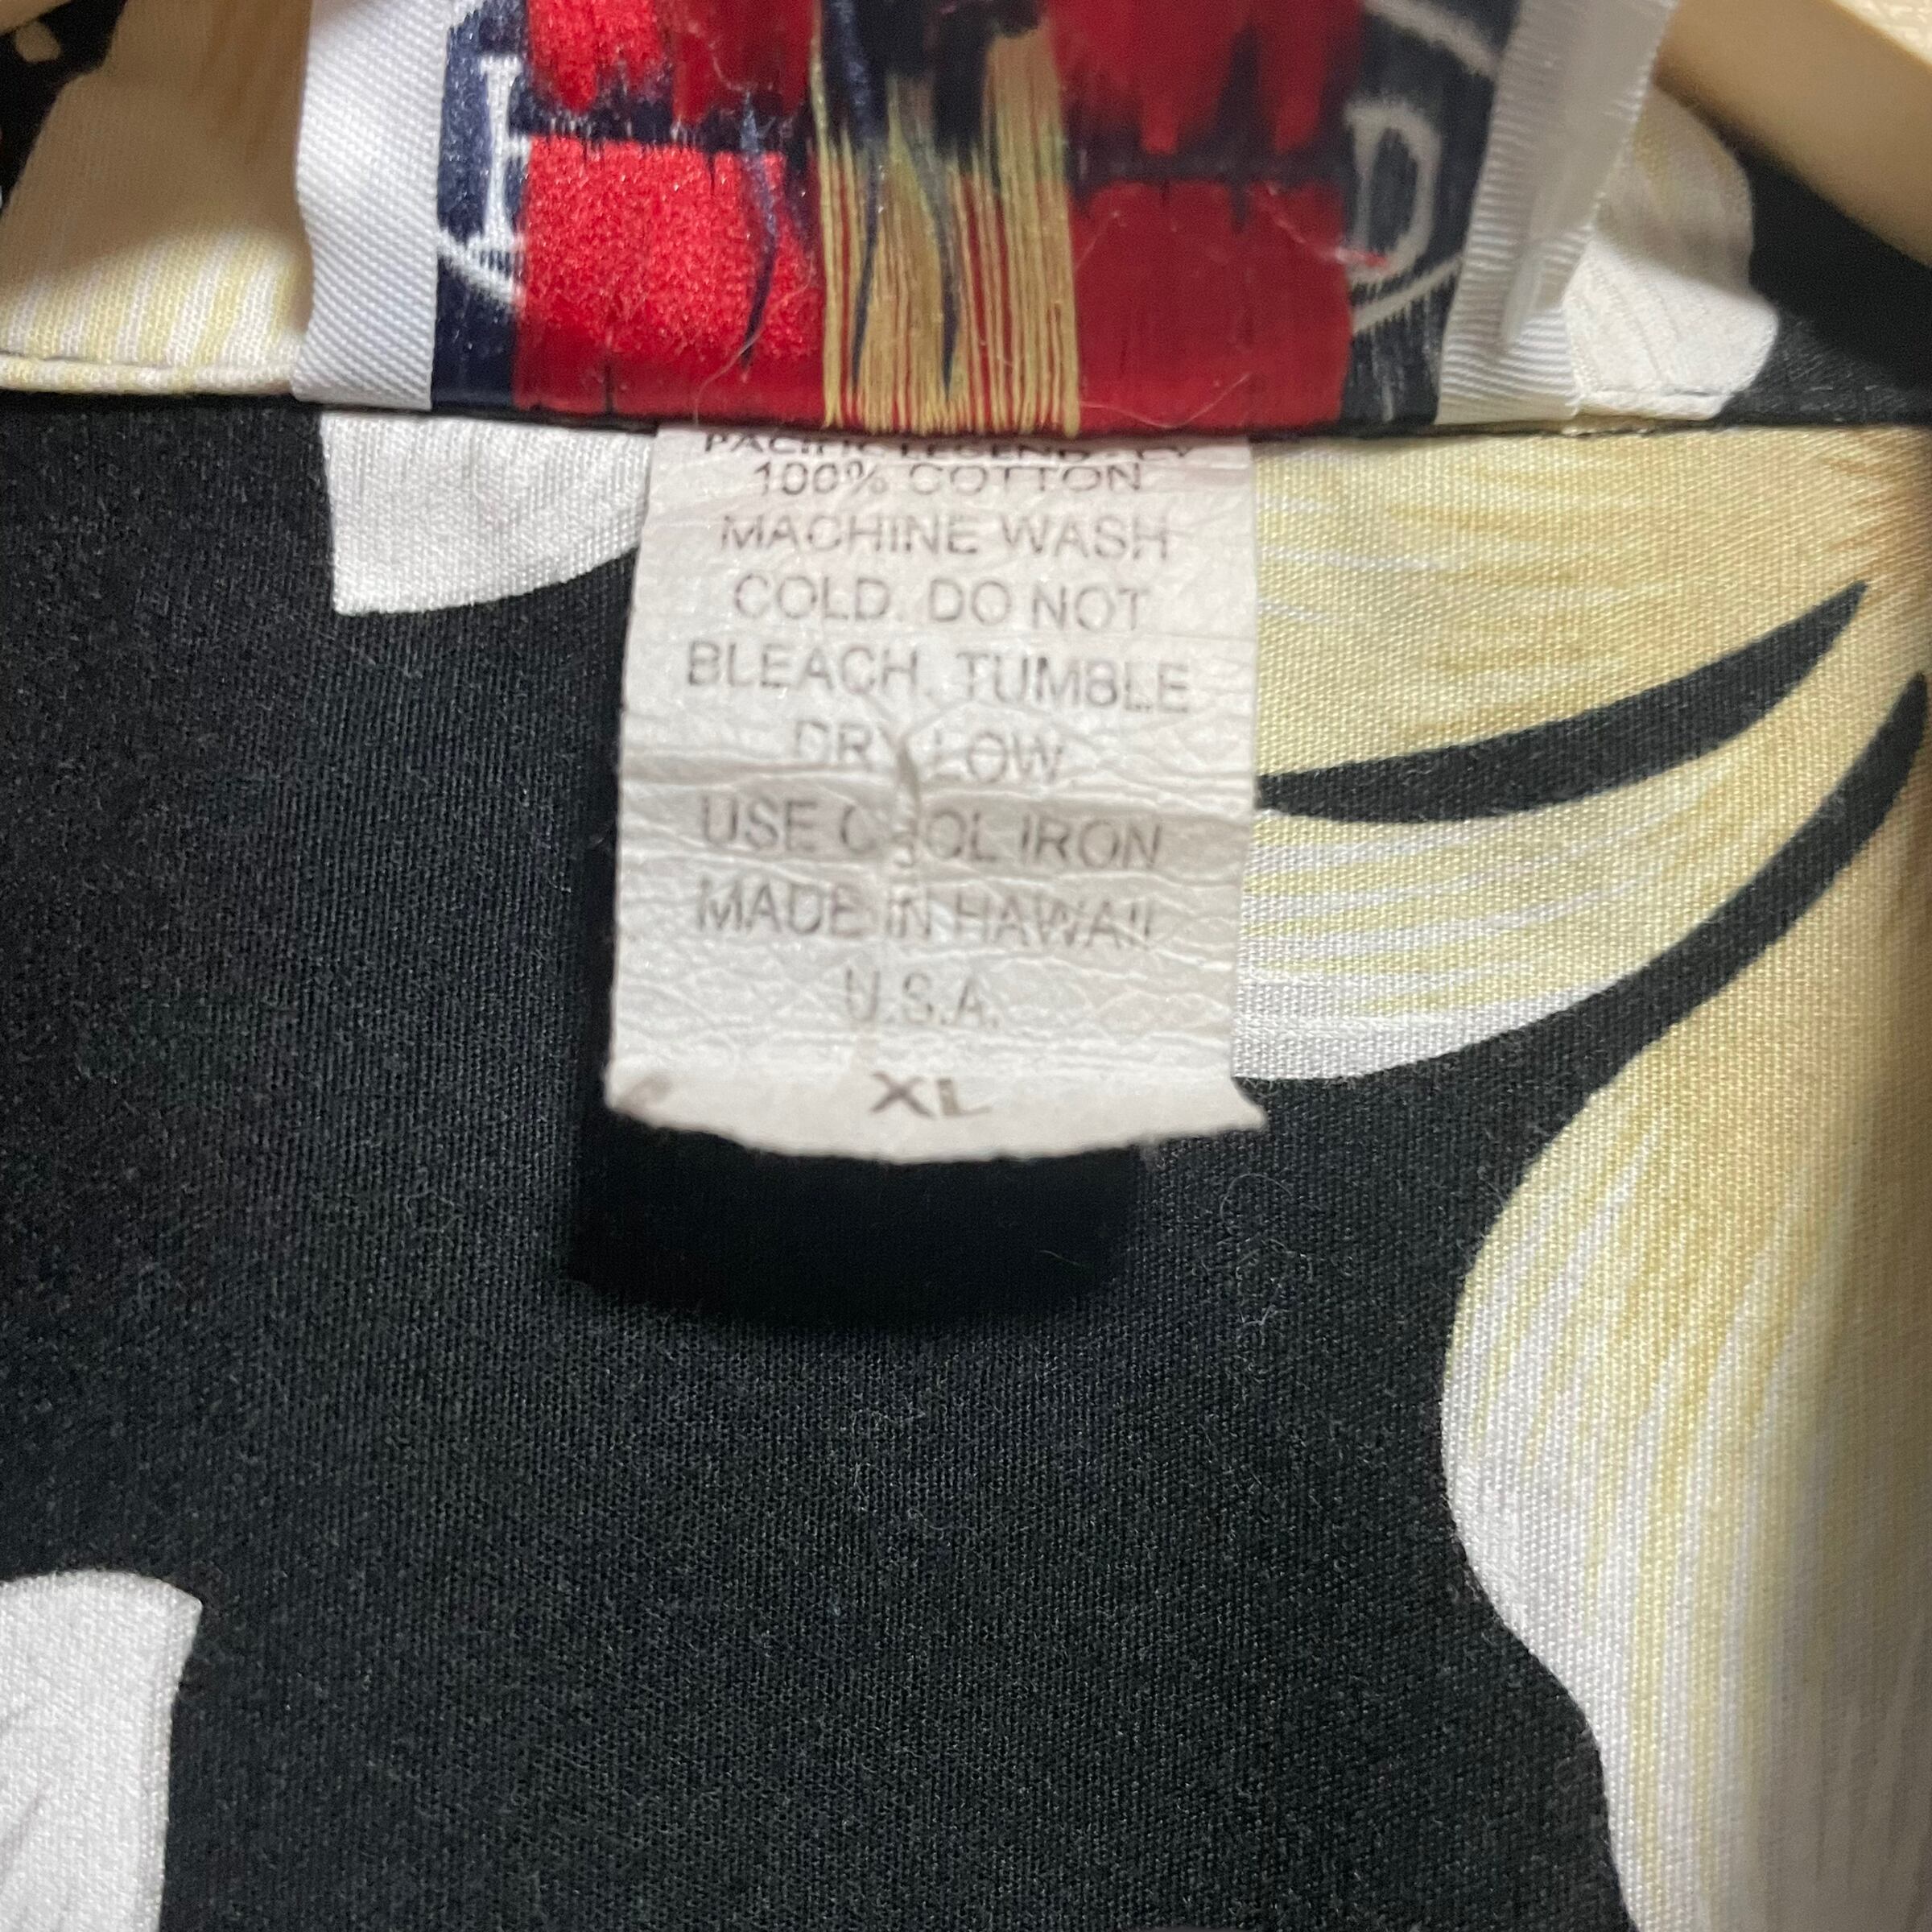 100% COTTON
MACHINE WASH
COLD. DO NOT
BLEACH. TUMBLE
DRY LOW
USE COOL IRON
MADE IN HAWAII
U.S.A.
XL